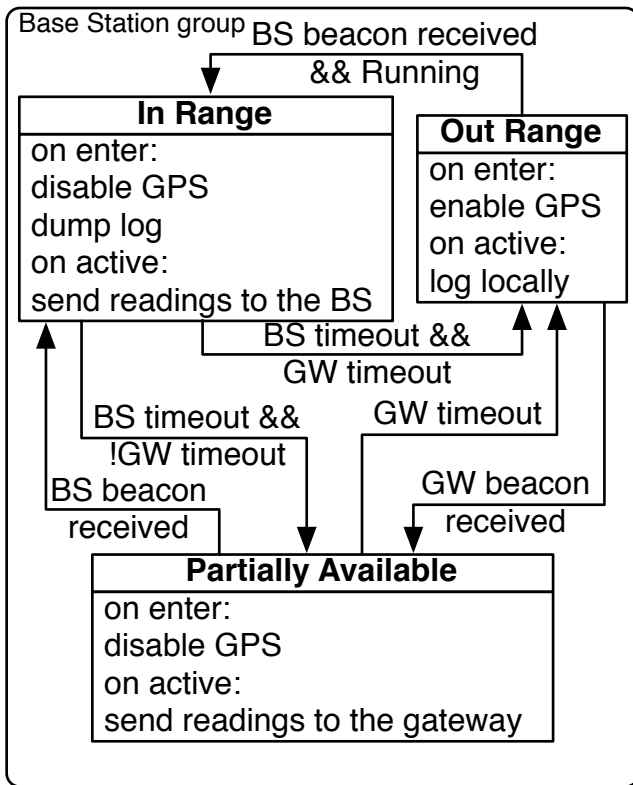 Base Station group
BS beacon received
&& Running
In Range
on enter:
disable GPS
dump log
on active:
send readings to the BS
Out Range
on enter:
enable GPS
on active:
log locally
BS timeout &&
GW timeout
BS timeout &&
!GW timeout
GW timeout
BS beacon
received
GW beacon
received
Partially Available
on enter:
disable GPS
on active:
send readings to the gateway